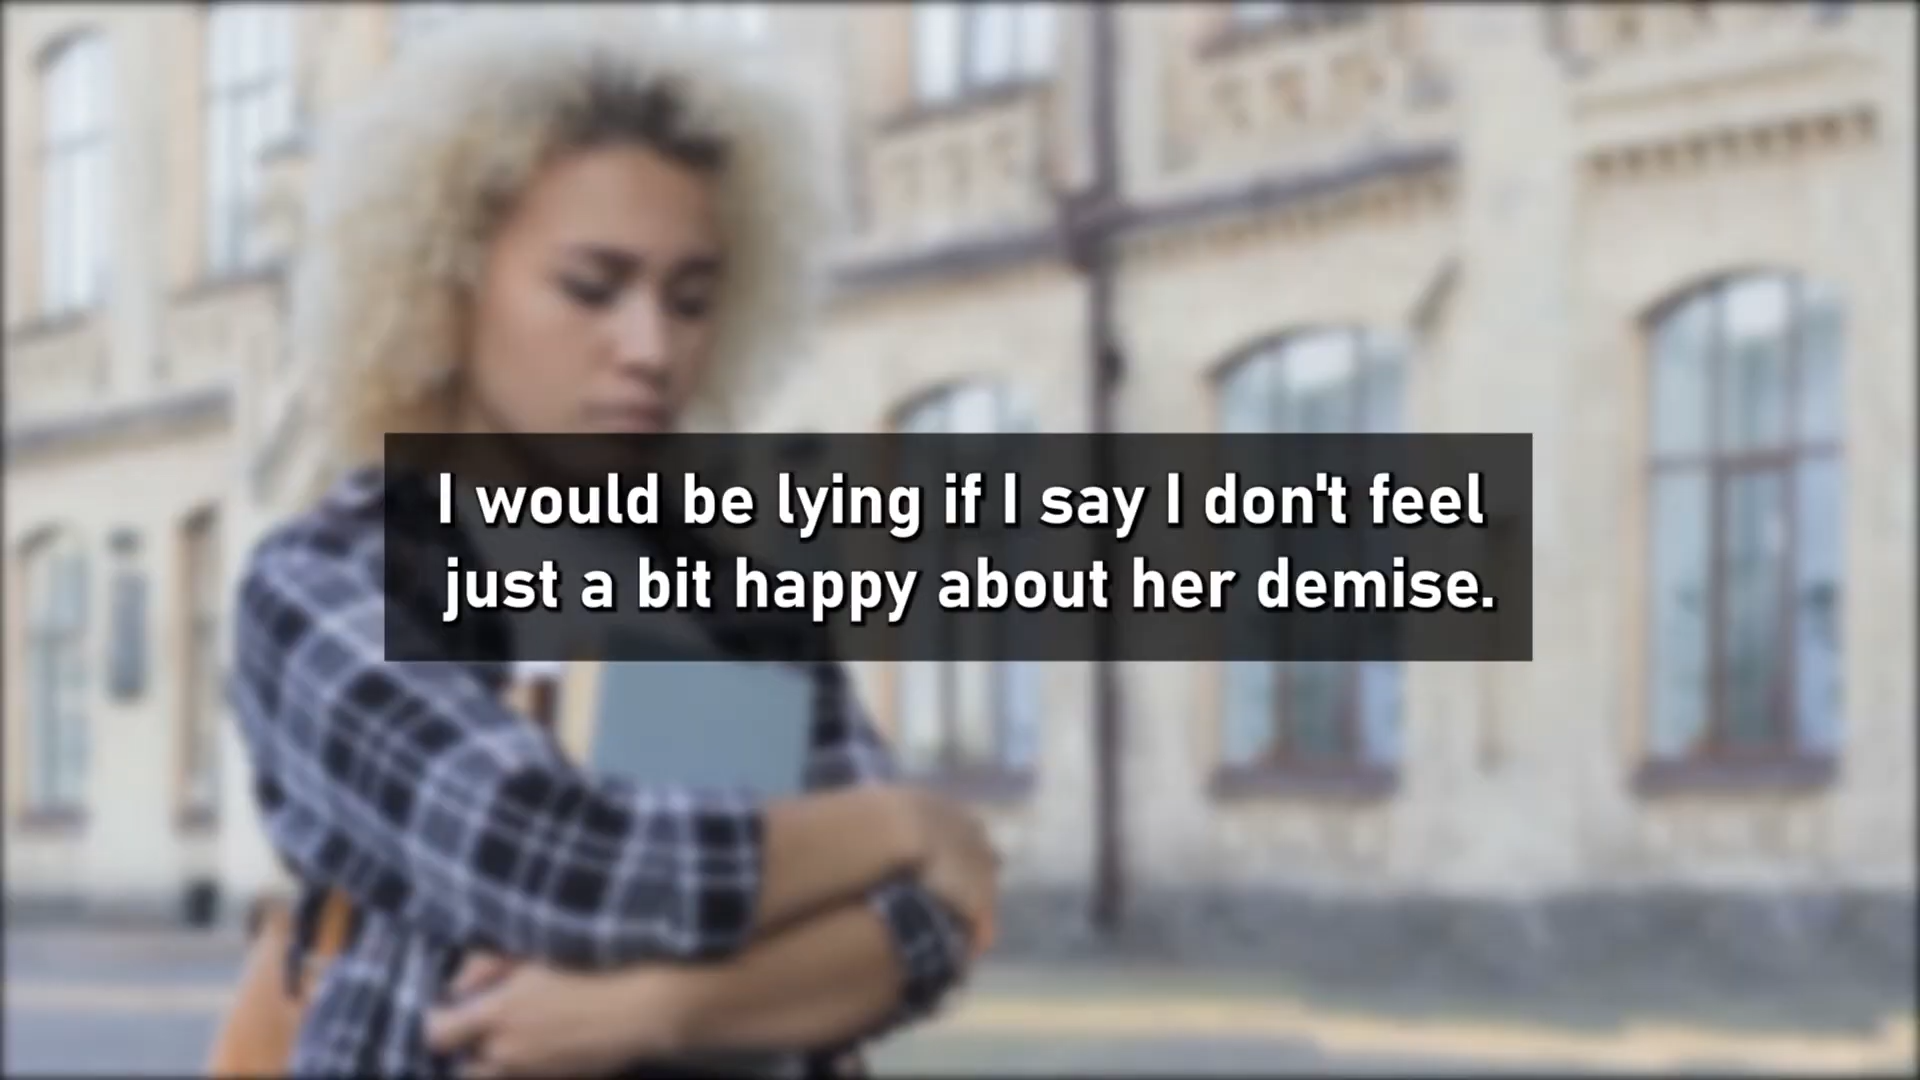 I would be lying if I say I don't feel
just a bit happy about her demise.